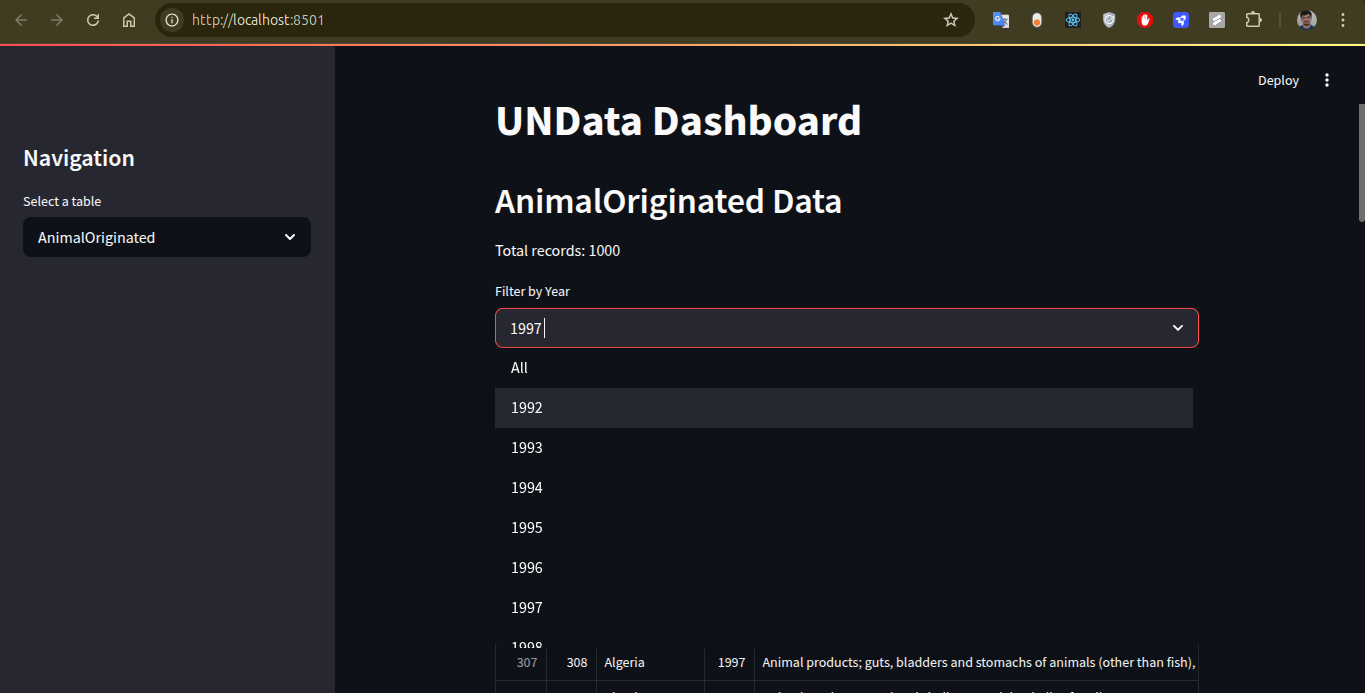 http://localhost:8501
Deploy
Navigation
Select a table
AnimalOriginated
UNData Dashboard
AnimalOriginated Data
Total records: 1000
Filter by Year
1997
All
1992
1993
1994
1995
1996
1997
1998
307 308 Algeria 1997 Animal products; guts, bladders and stomachs of animals (other than fish),